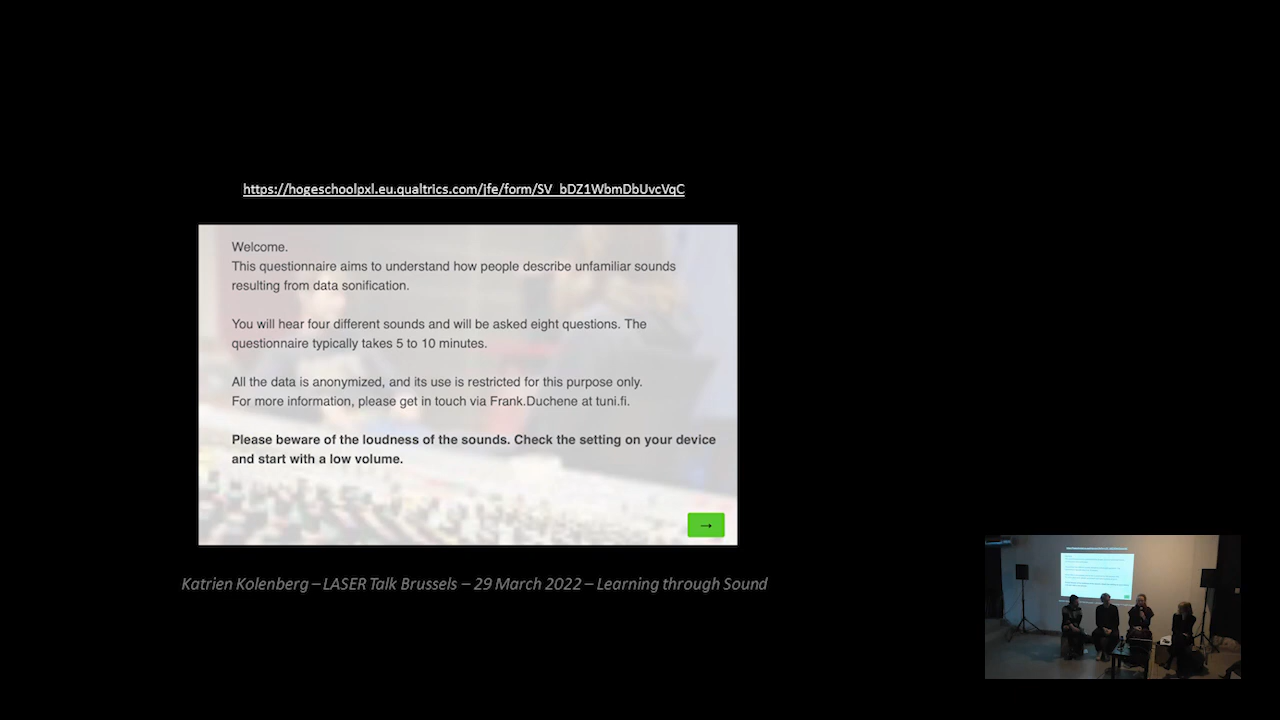 https://hogeschoolpxl.eu.qualtrics.com/jfe/form/SV_bDZ1WbmDbUvcVqC
Welcome.
This questionnaire aims to understand how people describe unfamiliar sounds
resulting from data sonification.
You will hear four different sounds and will be asked eight questions. The
questionnaire typically takes 5 to 10 minutes.
All the data is anonymized, and its use is restricted for this purpose only.
For more information, please get in touch via Frank.Duchene at tuni.fi.
Please beware of the loudness of the sounds. Check the setting on your device
and start with a low volume.
→
Katrien Kolenberg – LASER Talk Brussels – 29 March 2022 – Learning through Sound